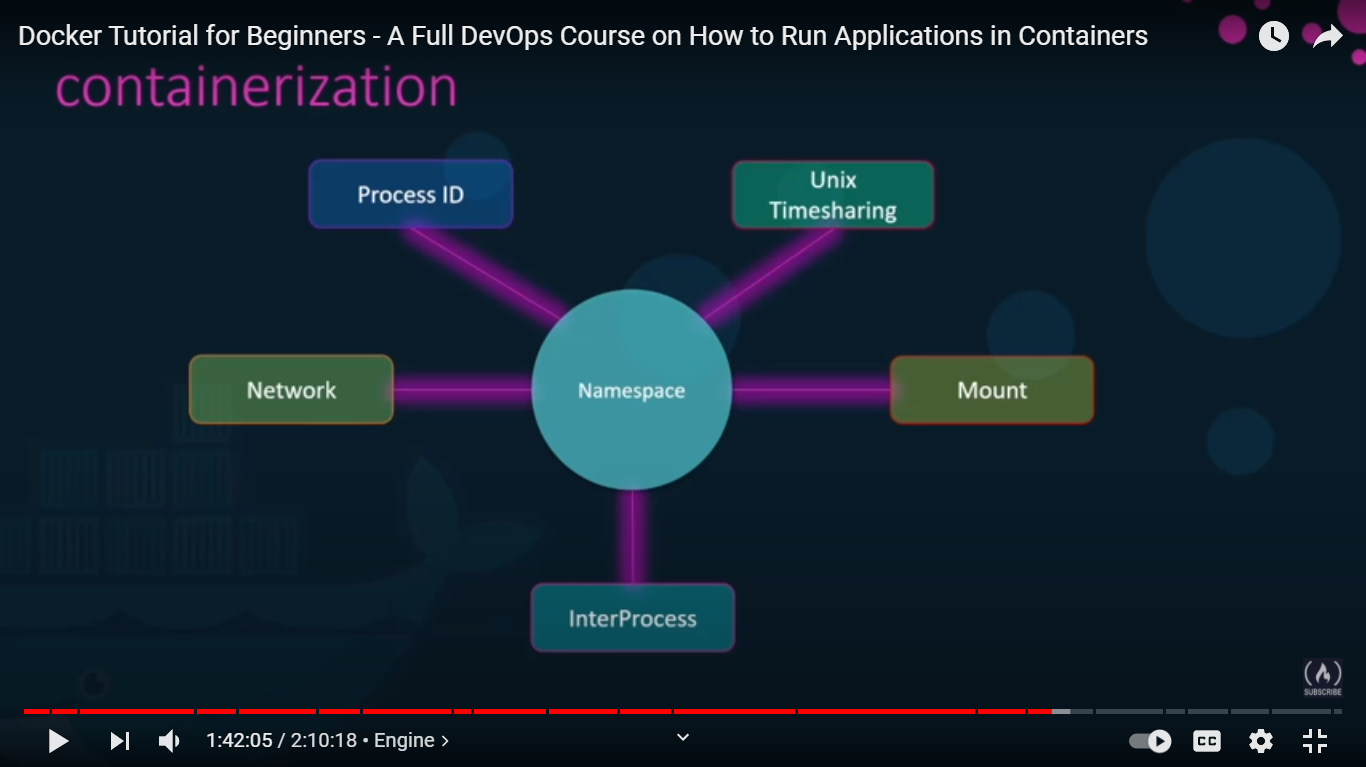 Docker Tutorial for Beginners - A Full DevOps Course on How to Run Applications in Containers
containerization
Process ID
Unix
Timesharing
Network
Namespace
Mount
InterProcess
SUBSCRIBE
1:42:05 / 2:10:18 • Engine >
CC